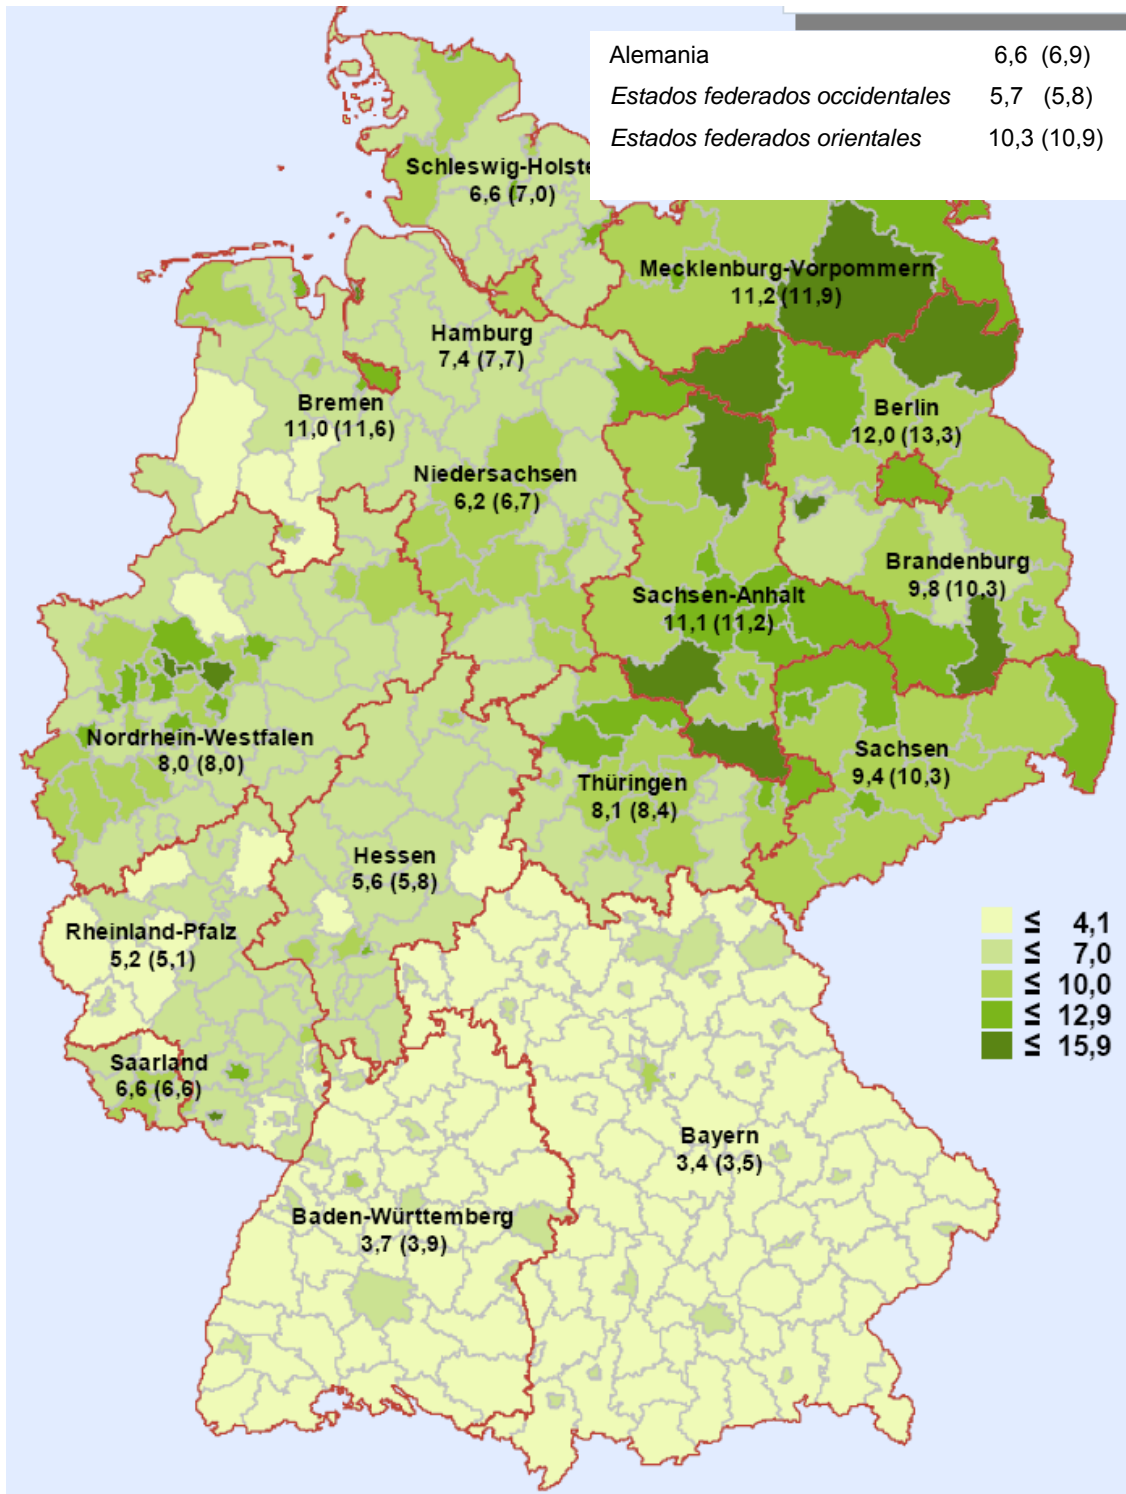 Alemania 6,6 (6,9)
Estados federados occidentales 5,7 (5,8)
Estados federados orientales 10,3 (10,9)
Schleswig-Holste
6,6 (7,0)
Mecklenburg-Vorpommern
11,2 (11,9)
Hamburg
7,4 (7,7)
Bremen
11,0 (11,6)
Berlin
12,0 (13,3)
Niedersachsen
6,2 (6,7)
Brandenburg
9,8 (10,3)
Sachsen-Anhalt
11,1 (11,2)
Nordrhein-Westfalen
8,0 (8,0)
Sachsen
9,4 (10,3)
Thüringen
8,1 (8,4)
Hessen
5,6 (5,8)
Rheinland-Pfalz
5,2 (5,1)
≤ 4,1
≤ 7,0
≤ 10,0
≤ 12,9
≤ 15,9
Saarland
6,6 (6,6)
Bayern
3,4 (3,5)
Baden-Württemberg
3,7 (3,9)